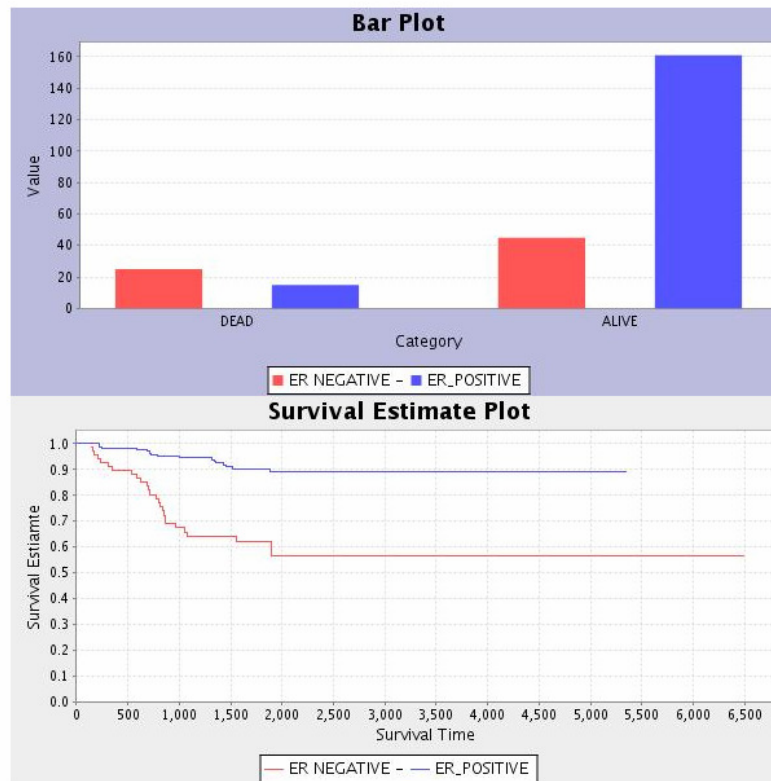 Bar Plot
160
140
120
100
80
60
40
20
0
Value
DEAD
ALIVE
Category
ER NEGATIVE - ER_POSITIVE
Survival Estimate Plot
1.0
0.9
0.8
0.7
0.6
0.5
0.4
0.3
0.2
0.1
0.0
Survival Estiamte
0 500 1,000 1,500 2,000 2,500 3,000 3,500 4,000 4,500 5,000 5,500 6,000 6,500
Survival Time
ER NEGATIVE - ER_POSITIVE